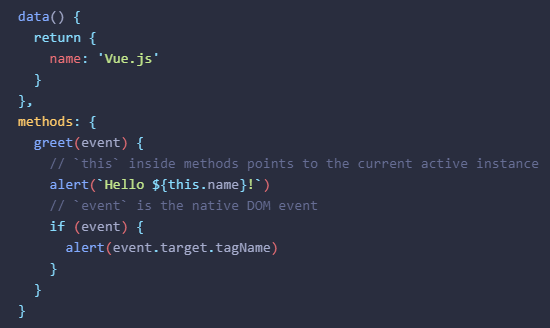 data() {
  return {
    name: 'Vue.js'
  }
},
methods: {
  greet(event) {
    // `this` inside methods points to the current active instance
    alert(`Hello ${this.name}!`)
    // `event` is the native DOM event
    if (event) {
      alert(event.target.tagName)
    }
  }
}